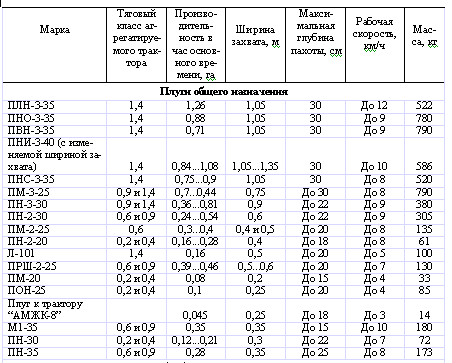 Марка
Тяговый класс агрегатируемого трактора
Производительность в час основного времени, га
Ширина захвата, м
Максимальная глубина пахоты, см
Рабочая скорость, км/ч
Масса, кг
Плуги общего назначения
ПЛН-3-35 1,4 1,26 1,05 30 До 12 522
ПНО-3-35 1,4 0,88 1,05 30 До 9 780
ПВН-3-35 1,4 0,71 1,05 30 До 9 790
ПНИ-3-40 (с изме-
няемой шириной за-
хвата) 1,4 0,84...1,08 1,05...1,35 30 До 10 586
ПНС-3-35 1,4 0,75...0,9 1,05 30 До 8 520
ПМ-3-25 0,9 и 1,4 0,7...0,44 0,75 До 30 До 8 790
ПН-3-30 0,9 и 1,4 0,36...0,81 0,9 До 22 До 9 380
ПН-2-30 0,6 и 0,9 0,24...0,54 0,6 До 22 До 9 305
ПМ-2-25 0,6 0,3...0,4 0,4 и 0,5 До 20 До 8 135
ПН-2-20 0,2 и 0,4 0,16...0,28 0,4 До 18 До 8 61
Л-101 1,4 0,16 0,5 До 20 До 5 100
ПРШ-2-25 0,6 и 0,9 0,39...0,46 0,5...0,6 До 20 До 7 130
ПМ-20 0,2 и 0,4 0,08 0,2 До 15 До 4 33
ПОН-25 0,2 и 0,4 0,1 0,25 До 20 До 4 85
Плуг к трактору
“АМЖК-8” 0,045 0,25 До 18 До 3 14
М1-35 0,6 и 0,9 0,35 0,35 До 15 До 10 180
ПН-30 0,2 и 0,4 0,12...0,21 0,3 До 22 До 7 72
ПН-35 0,6 и 0,9 0,28 0,35 До 25 До 8 173